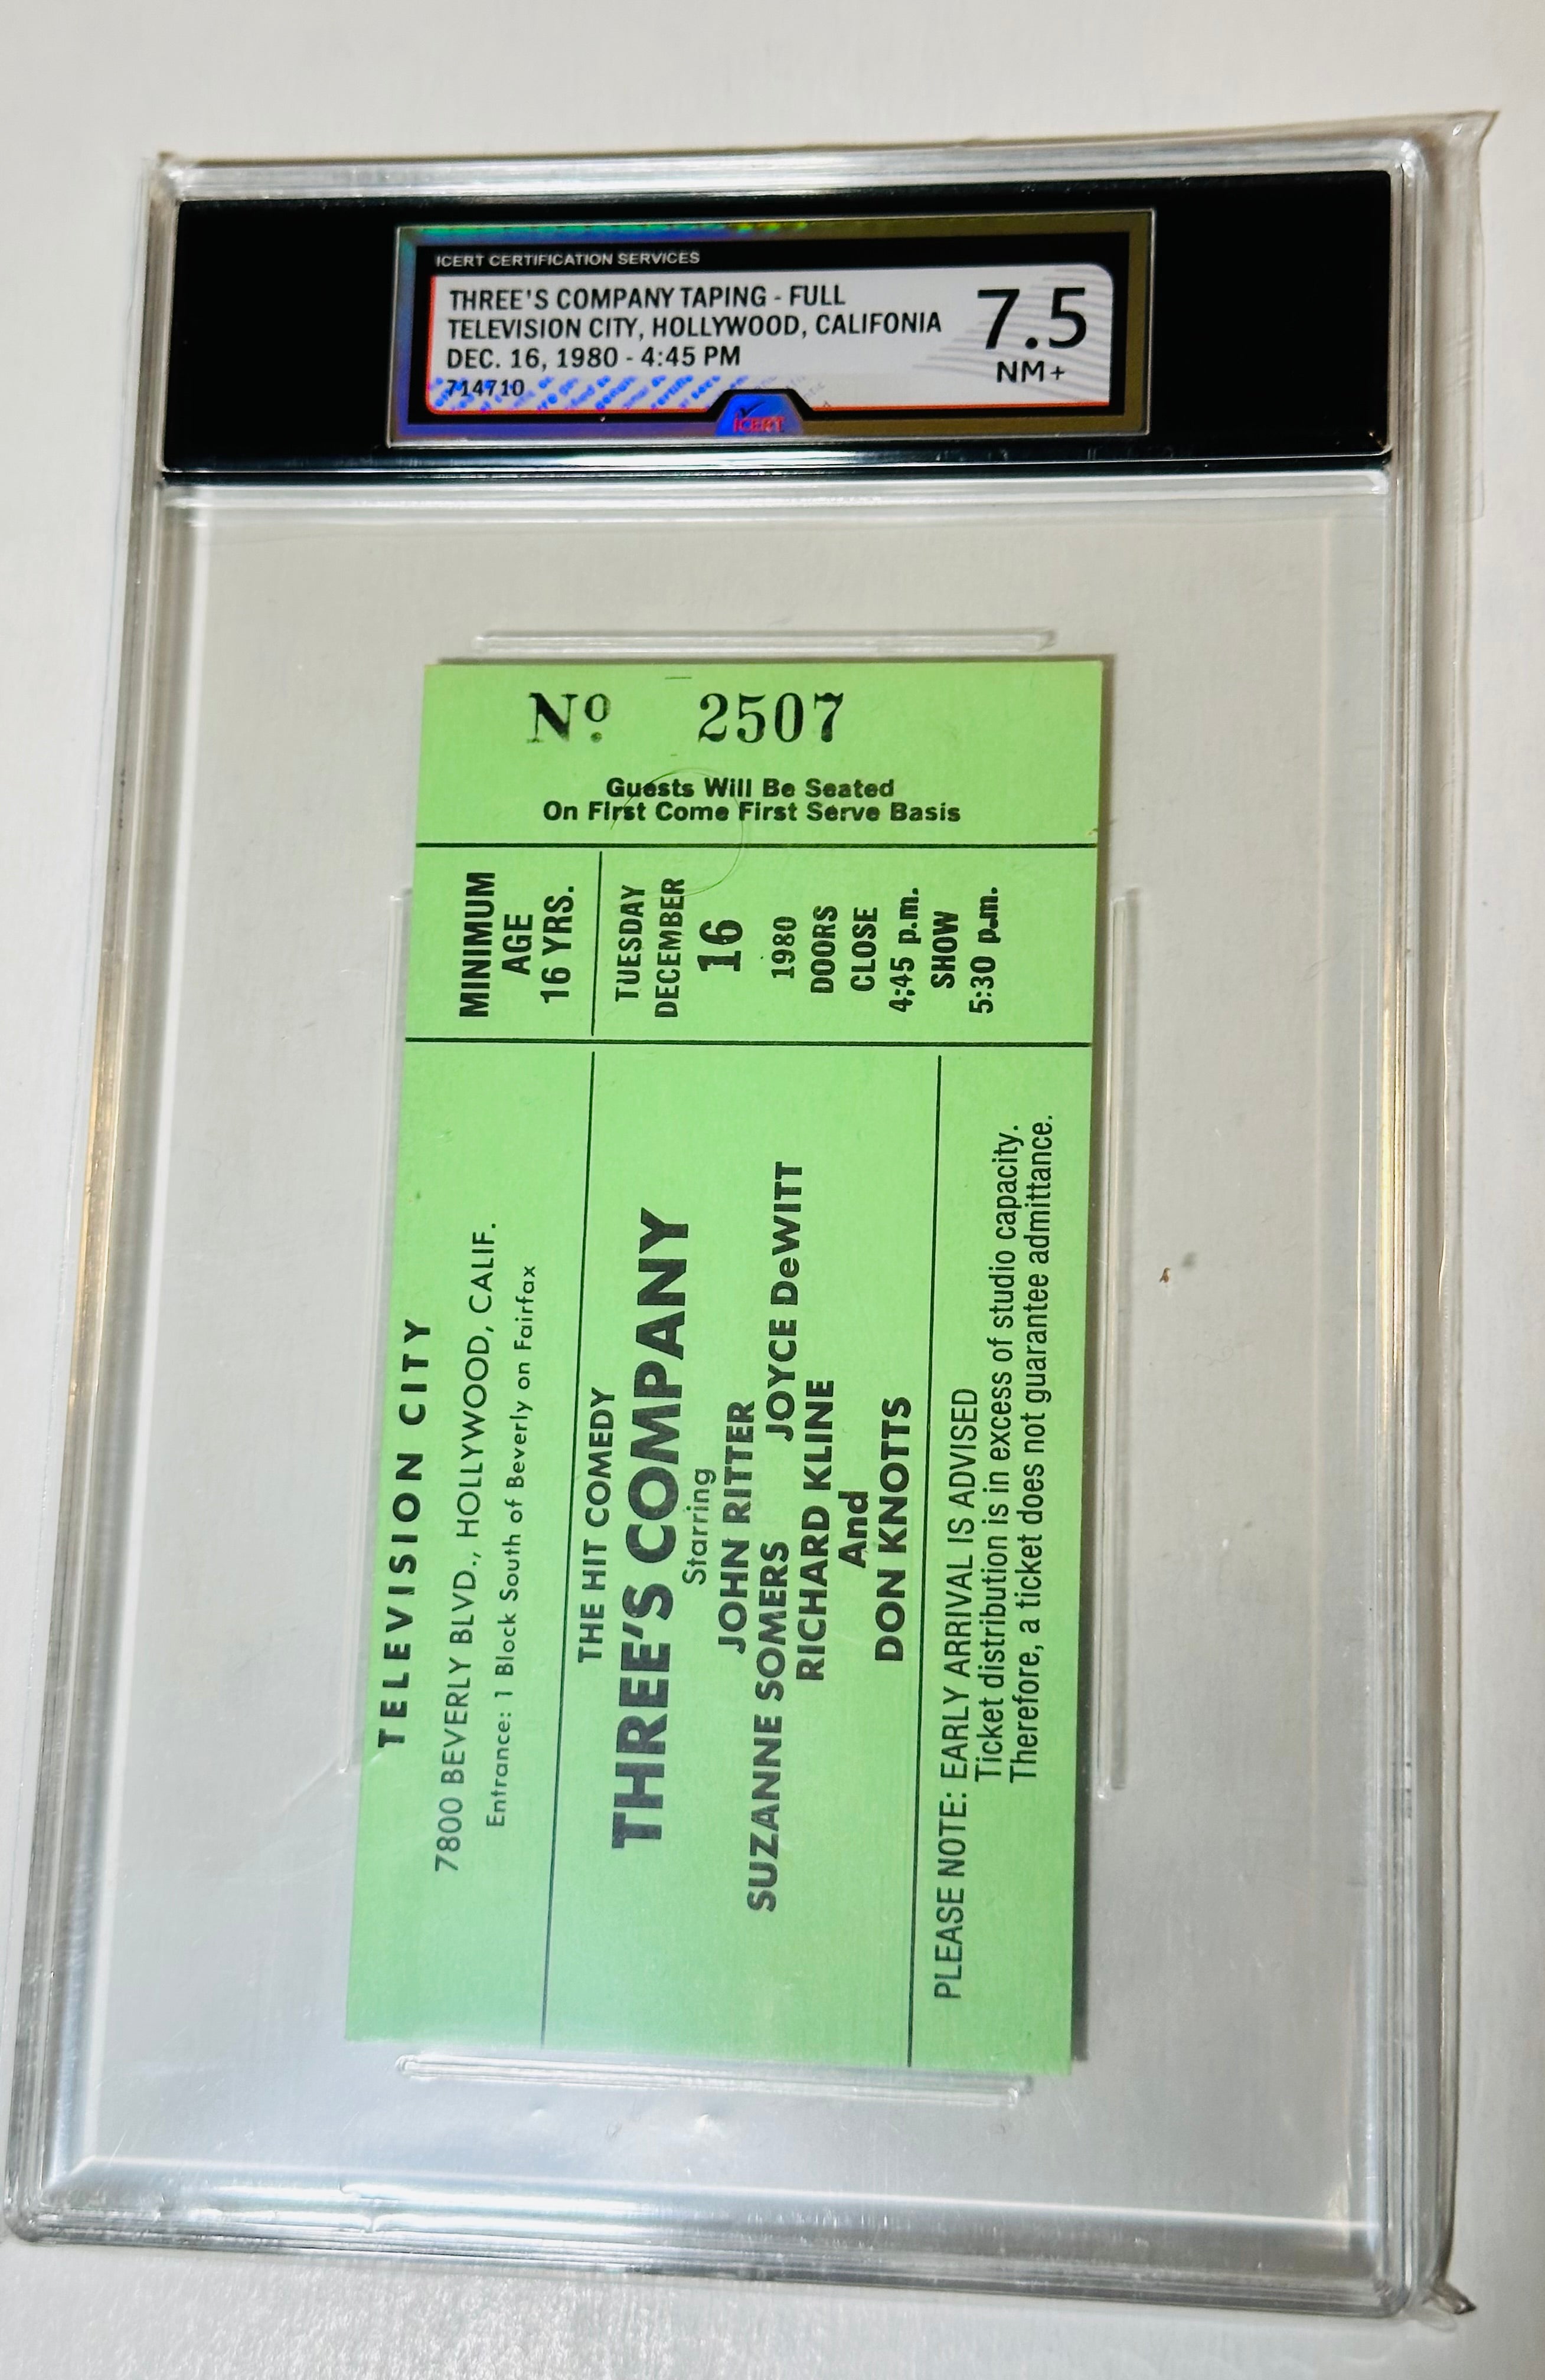 ICERT CERTIFICATION SERVICES
THREE'S COMPANY TAPING - FULL
TELEVISION CITY, HOLLYWOOD, CALIFONIA
DEC. 16, 1980 - 4:45 PM
714710
7.5
NM+
ICERT
Nº. 2507
Guests Will Be Seated
On First Come First Serve Basis
MINIMUM
AGE
16 YRS.
TUESDAY
DECEMBER
16
1980
DOORS
CLOSE
4:45 p.m.
SHOW
5:30 p.m.
TELEVISION CITY
7800 BEVERLY BLVD., HOLLYWOOD, CALIF.
Entrance: 1 Block South of Beverly on Fairfax
THE HIT COMEDY
THREE'S COMPANY
Starring
JOHN RITTER
SUZANNE SOMERS JOYCE DeWITT
RICHARD KLINE
And
DON KNOTTS
PLEASE NOTE: EARLY ARRIVAL IS ADVISED
Ticket distribution is in excess of studio capacity.
Therefore, a ticket does not guarantee admittance.